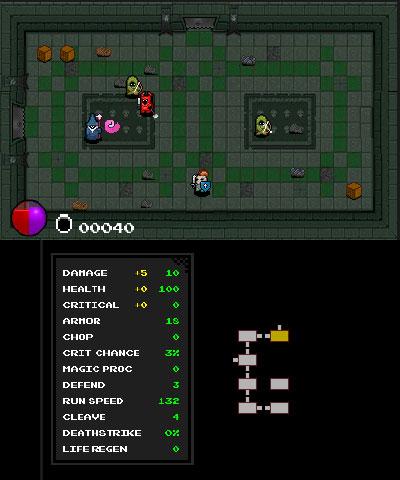 00040
DAMAGE +5 10
HEALTH +0 100
CRITICAL +0 0
ARMOR 18
CHOP 0
CRIT CHANCE 3%
MAGIC PROC 0
DEFEND 3
RUN SPEED 132
CLEAVE 4
DEATHSTRIKE 0%
LIFE REGEN 0